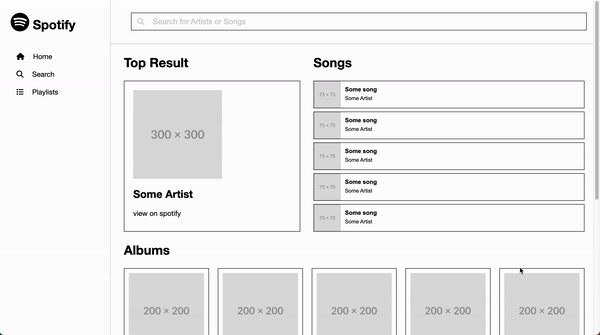 Spotify
Search for Artists or Songs
Home
Search
Playlists
Top Result
300 × 300
Some Artist
view on spotify
Songs
75 × 75
Some song
Some Artist
75 × 75
Some song
Some Artist
75 × 75
Some song
Some Artist
75 × 75
Some song
Some Artist
75 × 75
Some song
Some Artist
Albums
200 × 200
200 × 200
200 × 200
200 × 200
200 × 200